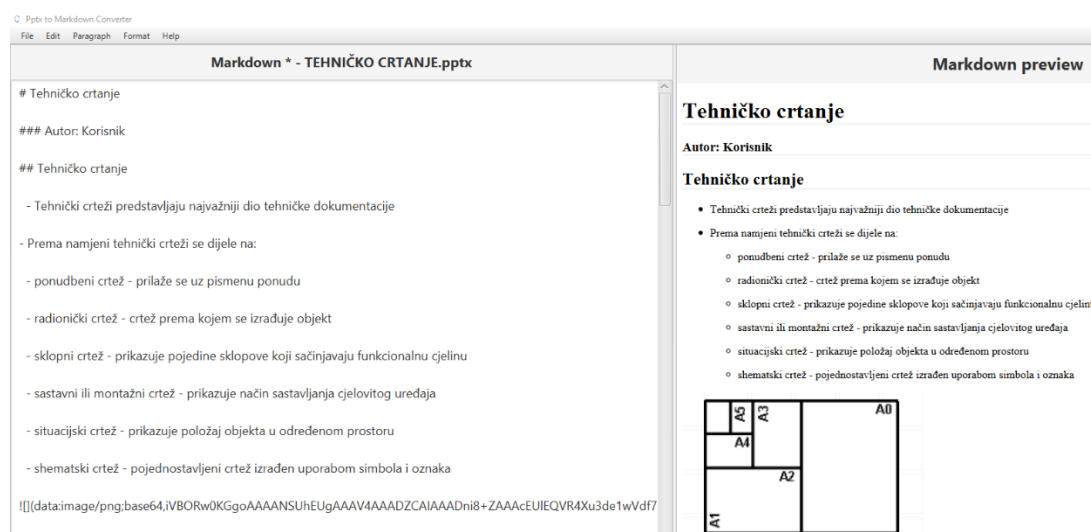 Pptx to Markdown Converter
File Edit Paragraph Format Help
Markdown * - TEHNIČKO CRTANJE.pptx
# Tehničko crtanje
### Autor: Korisnik
## Tehničko crtanje
- Tehnički crteži predstavljaju najvažniji dio tehničke dokumentacije
- Prema namjeni tehnički crteži se dijele na:
- ponudbeni crtež - prilaže se uz pismenu ponudu
- radionički crtež - crtež prema kojem se izrađuje objekt
- sklopni crtež - prikazuje pojedine sklopove koji sačinjavaju funkcionalnu cjelinu
- sastavni ili montažni crtež - prikazuje način sastavljanja cjelovitog uređaja
- situacijski crtež - prikazuje položaj objekta u određenom prostoru
- shematski crtež - pojednostavljeni crtež izrađen uporabom simbola i oznaka
![](data:image/png;base64,iVBORw0KGgoAAAANSUhEUgAAAV4AAADZCAIAAADni8+ZAAAcEUlEQVR4Xu3de1wVdf7
Markdown preview
Tehničko crtanje
Autor: Korisnik
Tehničko crtanje
• Tehnički crteži predstavljaju najvažniji dio tehničke dokumentacije
• Prema namjeni tehnički crteži se dijele na:
◦ ponudbeni crtež - prilaže se uz pismenu ponudu
◦ radionički crtež - crtež prema kojem se izrađuje objekt
◦ sklopni crtež - prikazuje pojedine sklopove koji sačinjavaju funkcionalnu cjelinu
◦ sastavni ili montažni crtež - prikazuje način sastavljanja cjelovitog uređaja
◦ situacijski crtež - prikazuje položaj objekta u određenom prostoru
◦ shematski crtež - pojednostavljeni crtež izrađen uporabom simbola i oznaka
A5
A3
A0
A4
A2
A1